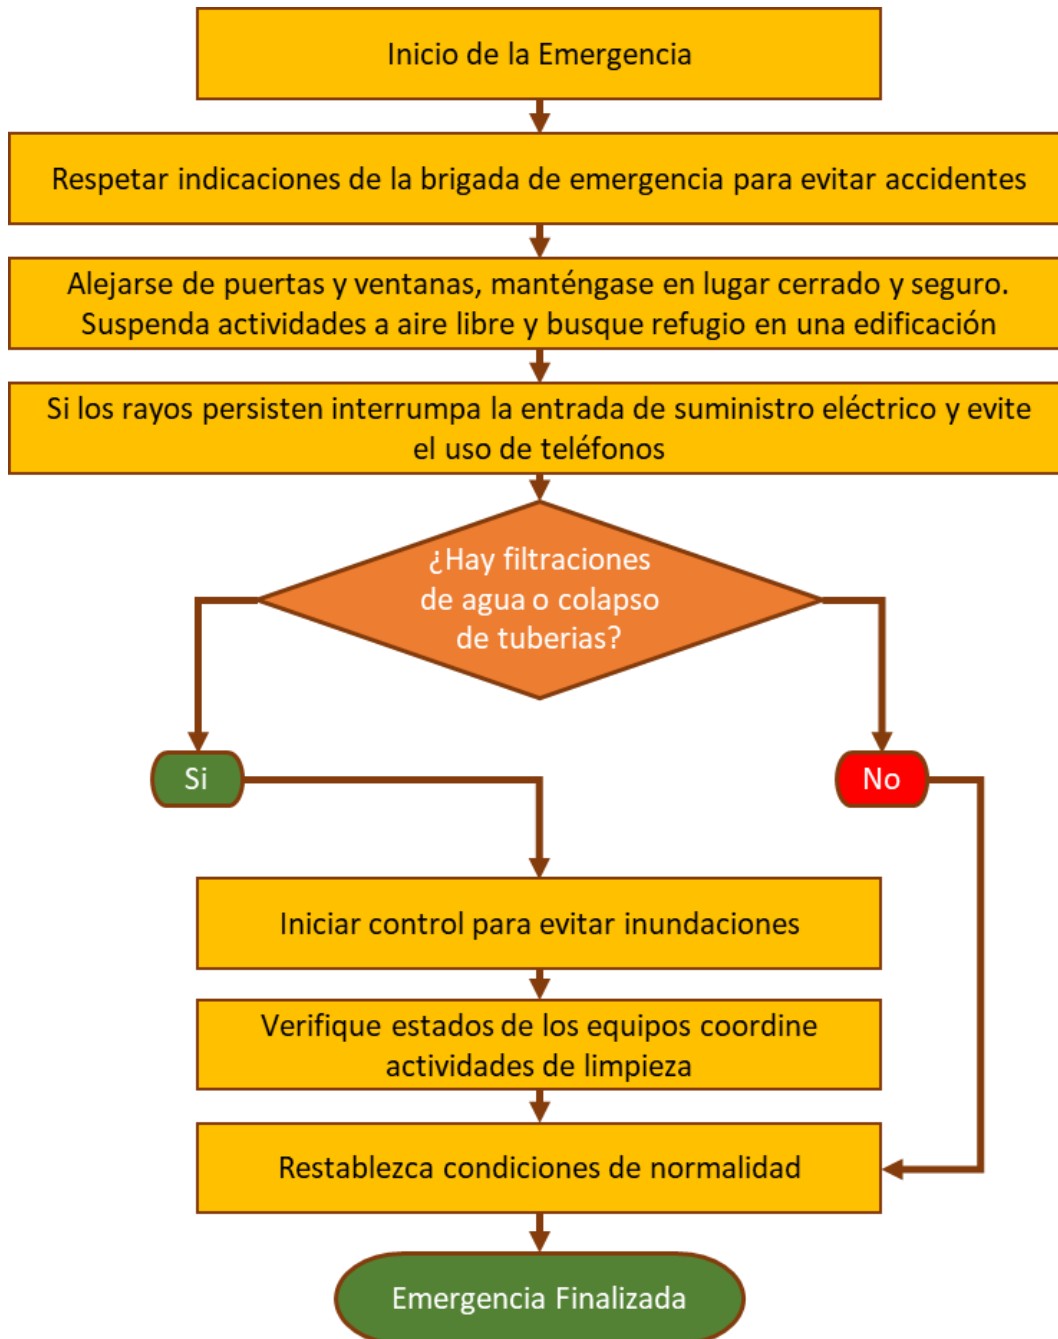 Inicio de la Emergencia
Respetar indicaciones de la brigada de emergencia para evitar accidentes
Alejarse de puertas y ventanas, manténgase en lugar cerrado y seguro.
Suspenda actividades a aire libre y busque refugio en una edificación
Si los rayos persisten interrumpa la entrada de suministro eléctrico y evite
el uso de teléfonos
¿Hay filtraciones
de agua o colapso
de tuberias?
Si
No
Iniciar control para evitar inundaciones
Verifique estados de los equipos coordine
actividades de limpieza
Restablezca condiciones de normalidad
Emergencia Finalizada